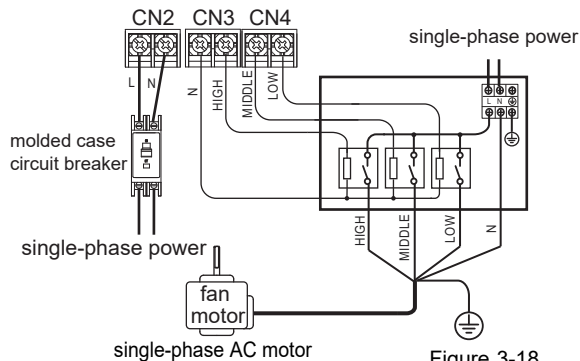 CN2 CN3 CN4
single-phase power
L N
N
HIGH
MIDDLE
LOW
L N
molded case
circuit breaker
single-phase power
HIGH
MIDDLE
LOW
N
fan
motor
single-phase AC motor
Figure 3-18